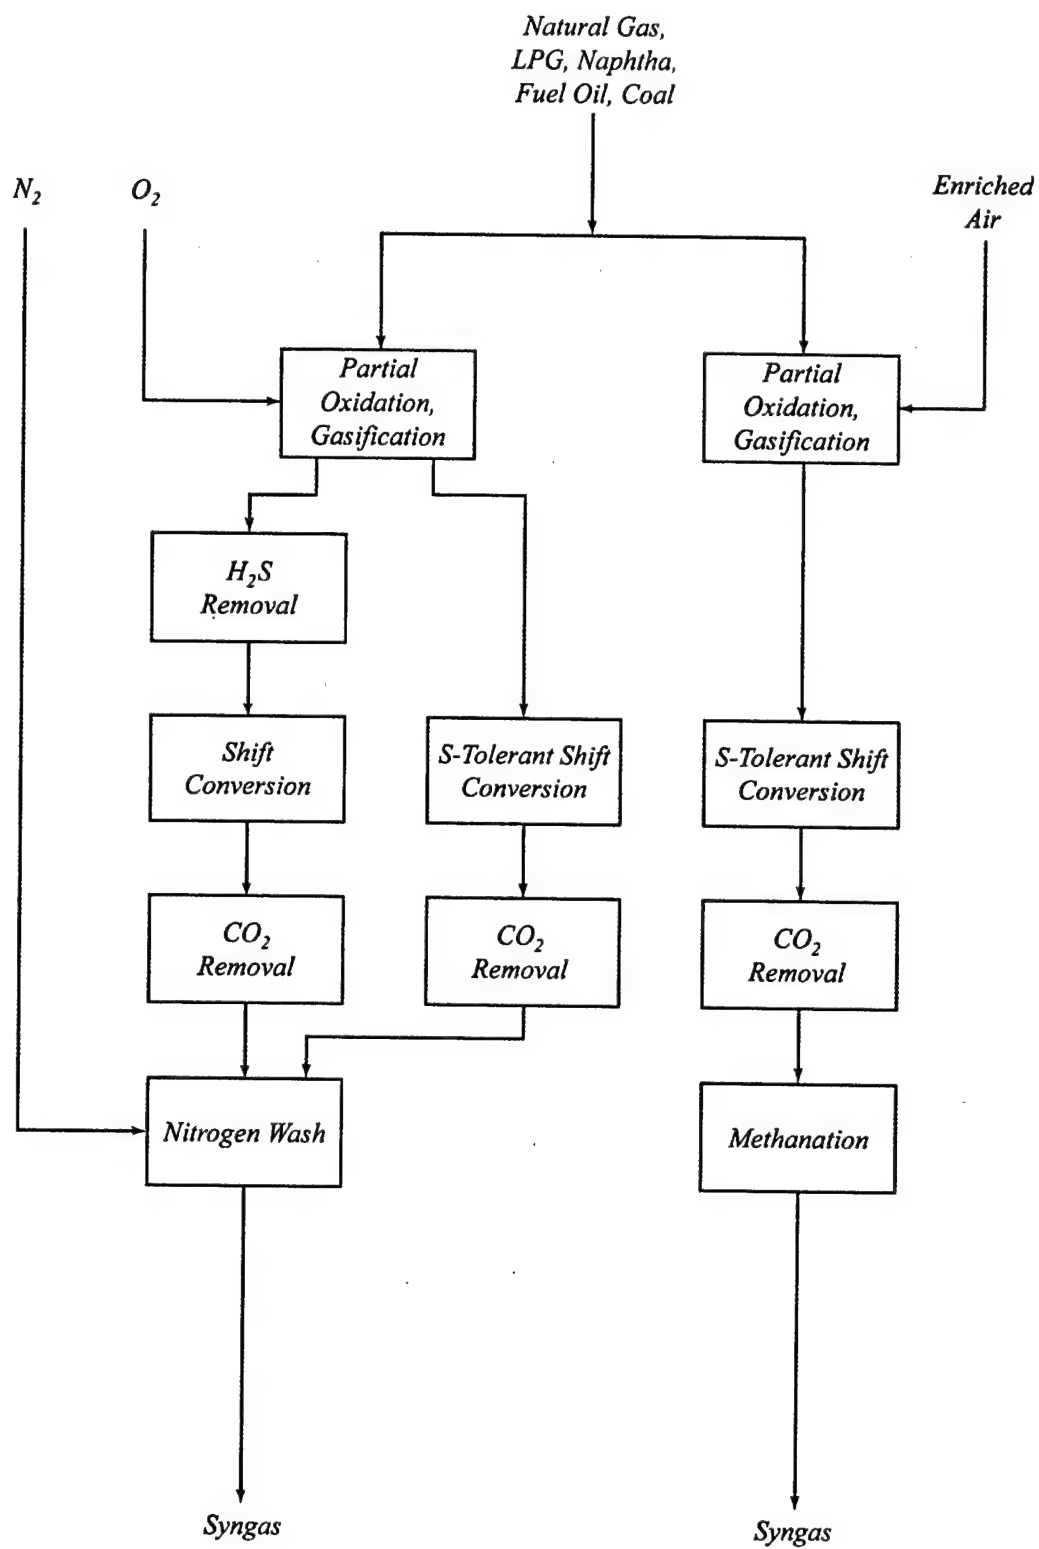 Natural Gas,
LPG, Naphtha,
Fuel Oil, Coal
N2
O2
Enriched
Air
Partial
Oxidation,
Gasification
Partial
Oxidation,
Gasification
H2S
Removal
Shift
Conversion
S-Tolerant Shift
Conversion
S-Tolerant Shift
Conversion
CO2
Removal
CO2
Removal
CO2
Removal
Nitrogen Wash
Methanation
Syngas
Syngas